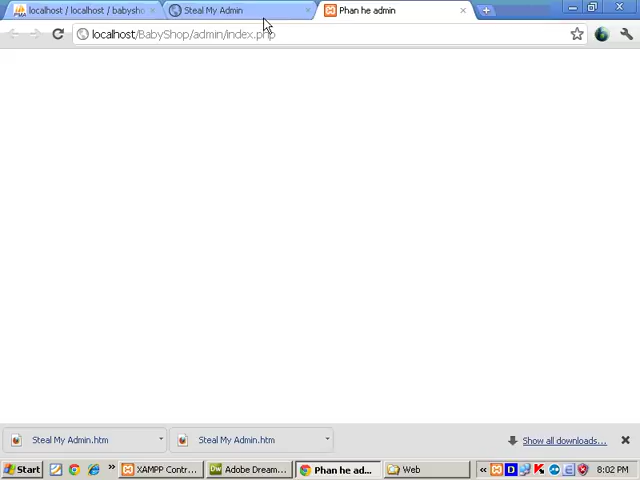 localhost / localhost / babysho
Steal My Admin
Phan he admin
localhost/BabyShop/admin/index.php
Steal My Admin.htm
Steal My Admin.htm
Show all downloads...
Start
XAMPP Contr...
Adobe Dream...
Phan he ad...
Web
8:02 PM